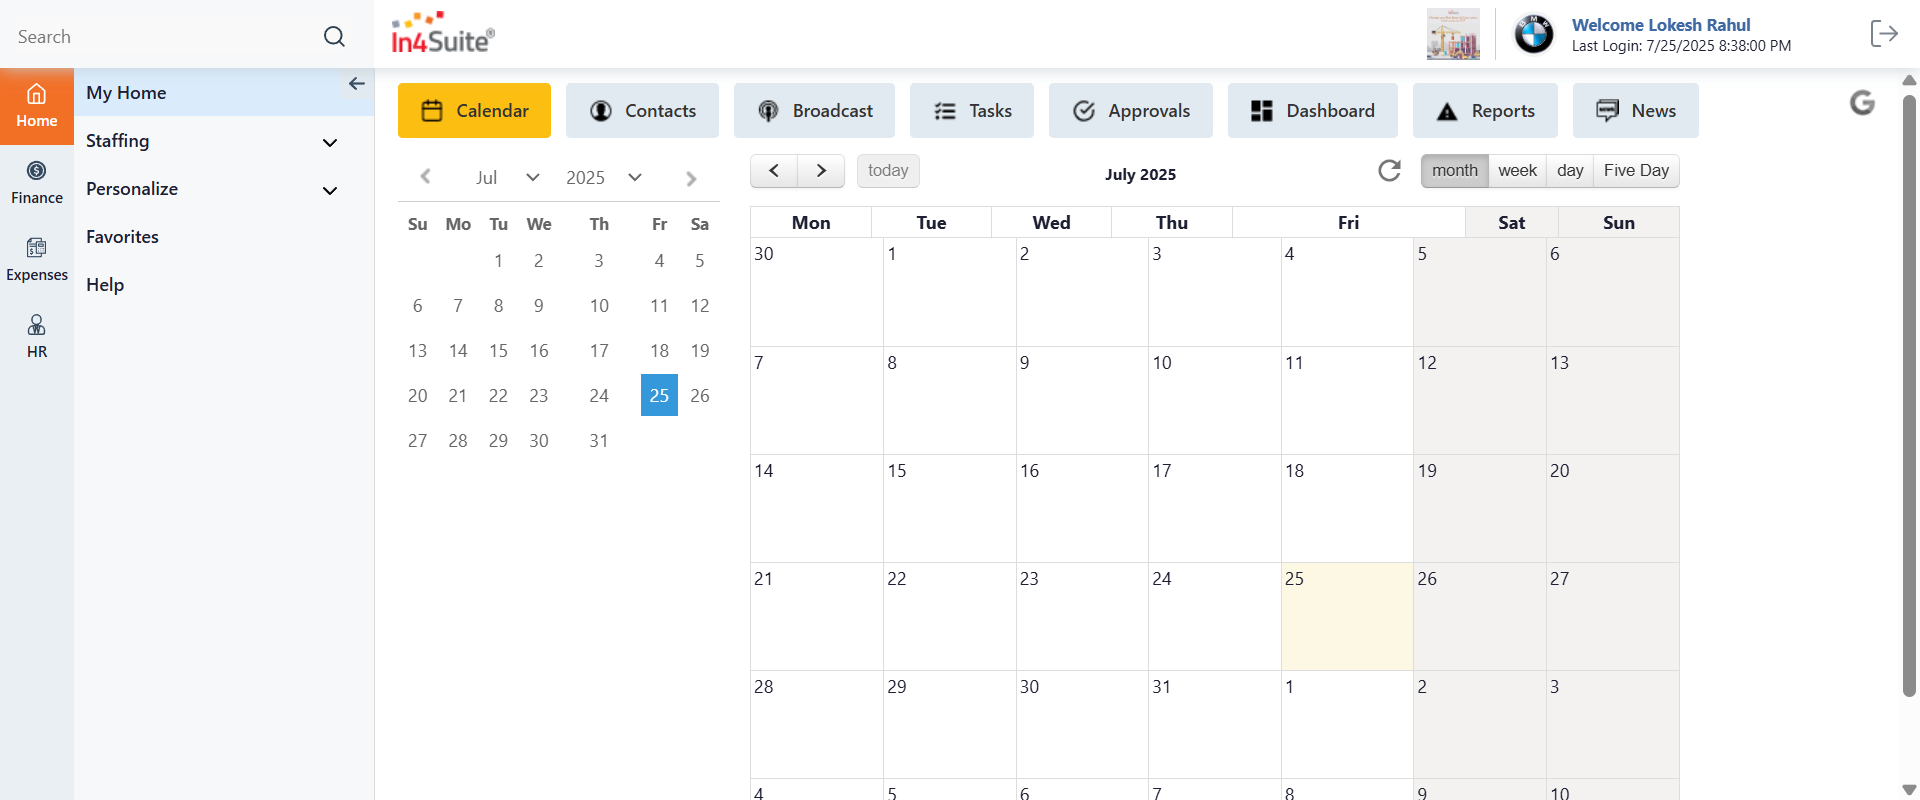 Search
In4Suite®
Welcome Lokesh Rahul
Last Login: 7/25/2025 8:38:00 PM
Home
Finance
Expenses
HR
My Home
Staffing
Personalize
Favorites
Help
Calendar
Contacts
Broadcast
Tasks
Approvals
Dashboard
Reports
News
G
Jul 2025
Su Mo Tu We Th Fr Sa
1 2 3 4 5
6 7 8 9 10 11 12
13 14 15 16 17 18 19
20 21 22 23 24 25 26
27 28 29 30 31
today
July 2025
month week day Five Day
Mon Tue Wed Thu Fri Sat Sun
30 1 2 3 4 5 6
7 8 9 10 11 12 13
14 15 16 17 18 19 20
21 22 23 24 25 26 27
28 29 30 31 1 2 3
4 5 6 7 8 9 10